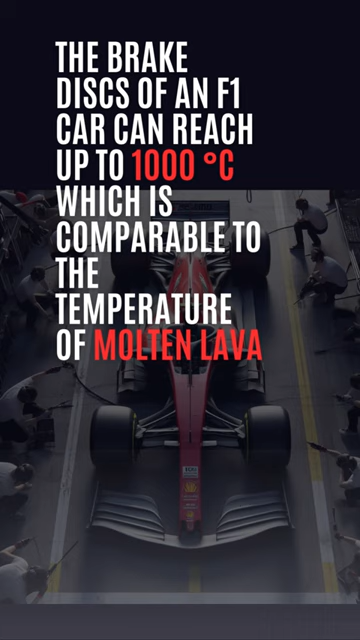 THE BRAKE
DISCS OF AN F1
CAR CAN REACH
UP TO 1000 °C
WHICH IS
COMPARABLE TO
THE
TEMPERATURE
OF MOLTEN LAVA